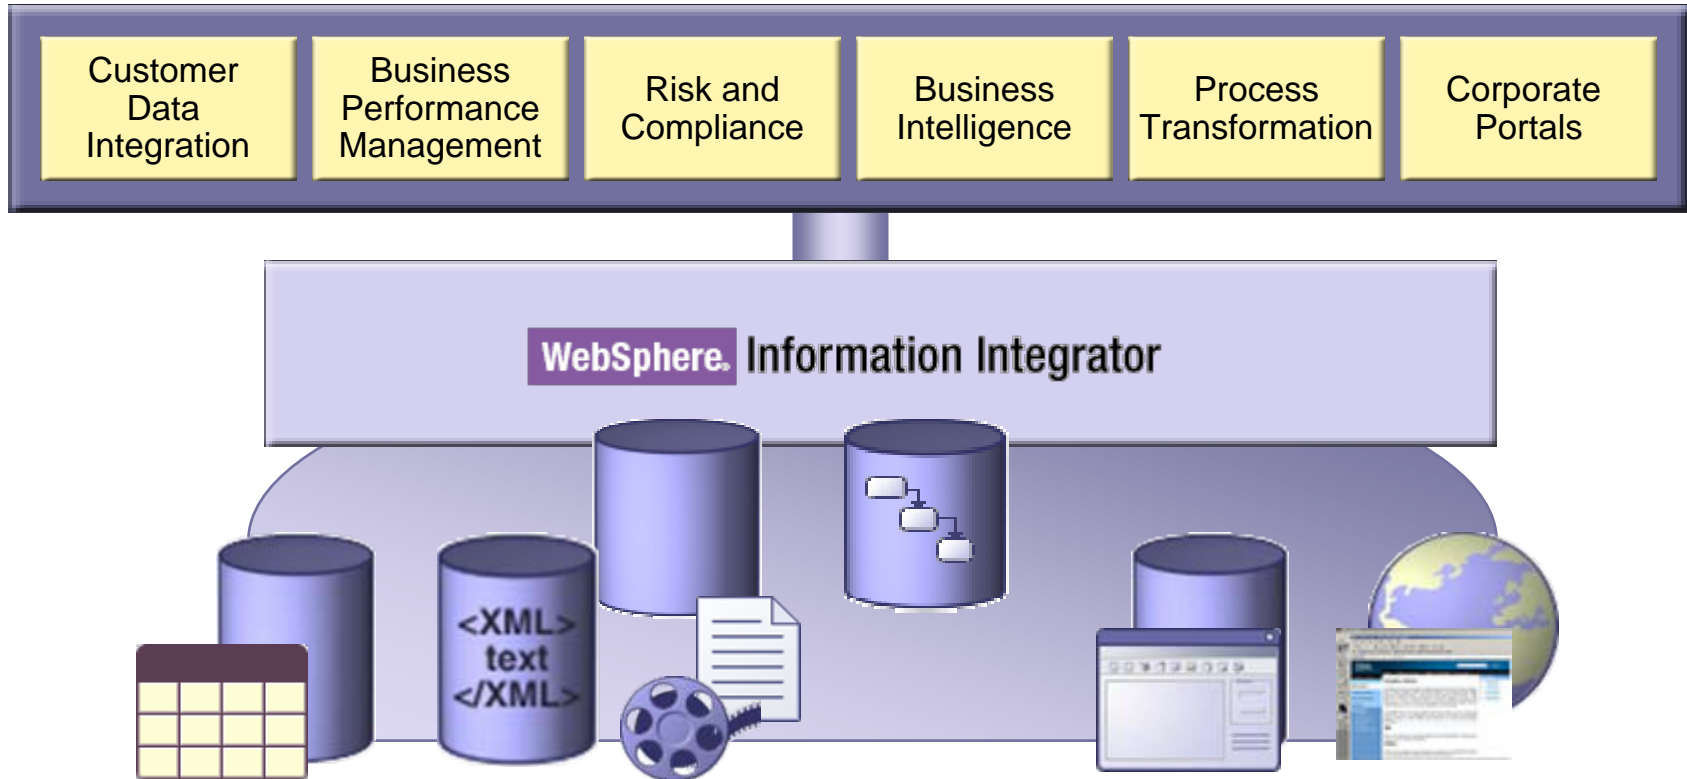 Customer
Data
Integration
Business
Performance
Management
Risk and
Compliance
Business
Intelligence
Process
Transformation
Corporate
Portals
WebSphere. Information Integrator
<XML>
text
</XML>